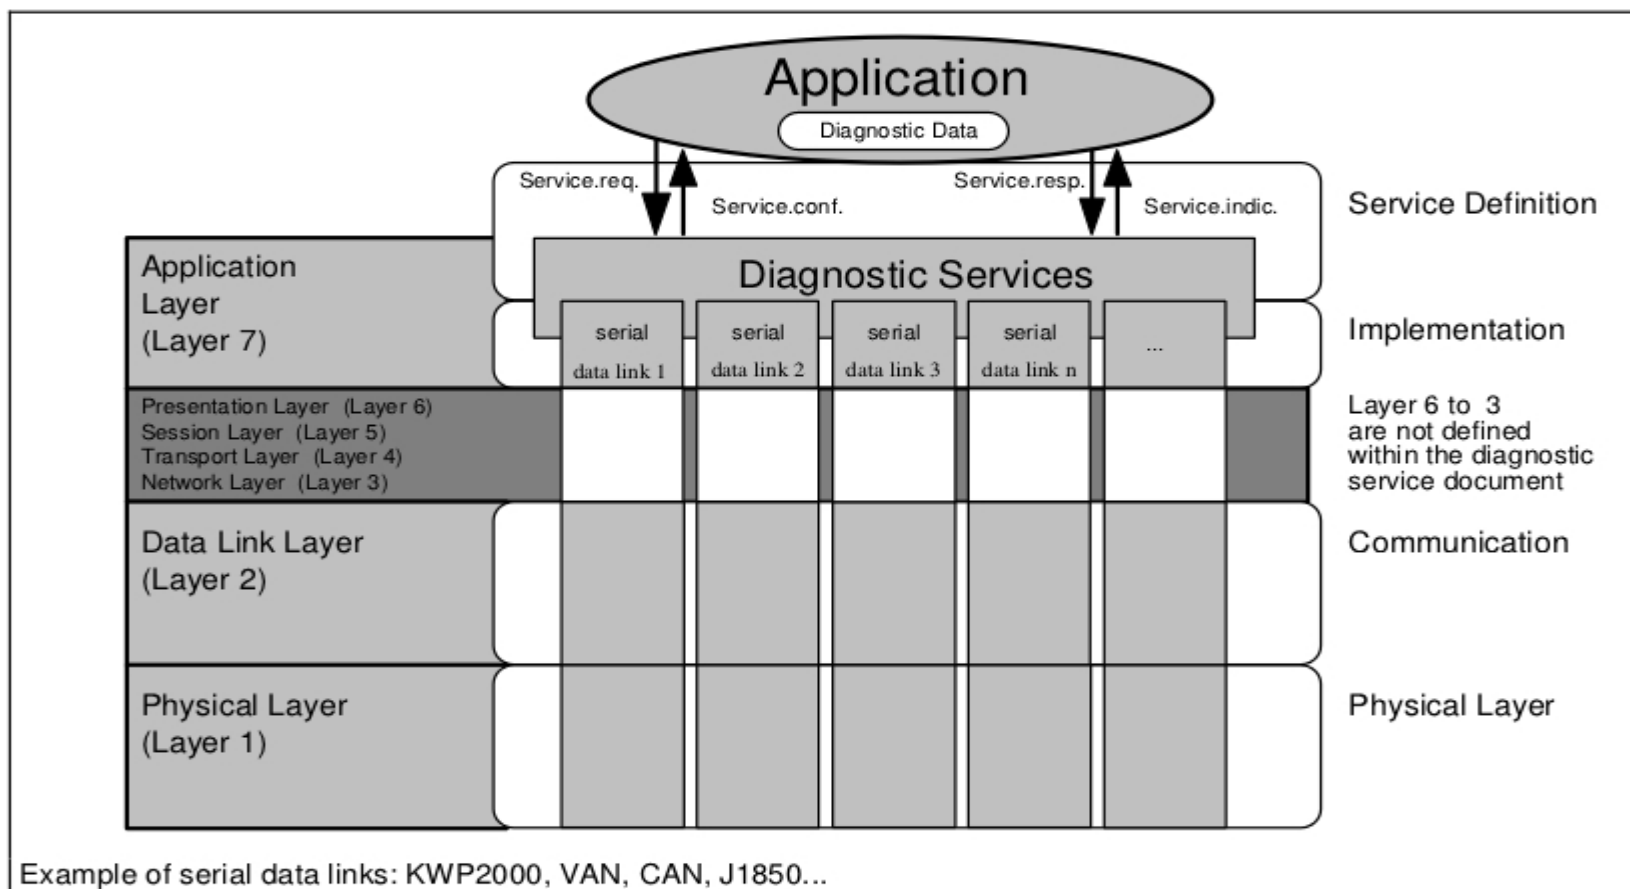 Application
Diagnostic Data
Service.req.
Service.conf.
Service.resp.
Service.indic.
Service Definition
Application
Layer
(Layer 7)
Diagnostic Services
serial
data link 1
serial
data link 2
serial
data link 3
serial
data link n
...
Implementation
Presentation Layer (Layer 6)
Session Layer (Layer 5)
Transport Layer (Layer 4)
Network Layer (Layer 3)
Layer 6 to 3
are not defined
within the diagnostic
service document
Data Link Layer
(Layer 2)
Communication
Physical Layer
(Layer 1)
Physical Layer
Example of serial data links: KWP2000, VAN, CAN, J1850...